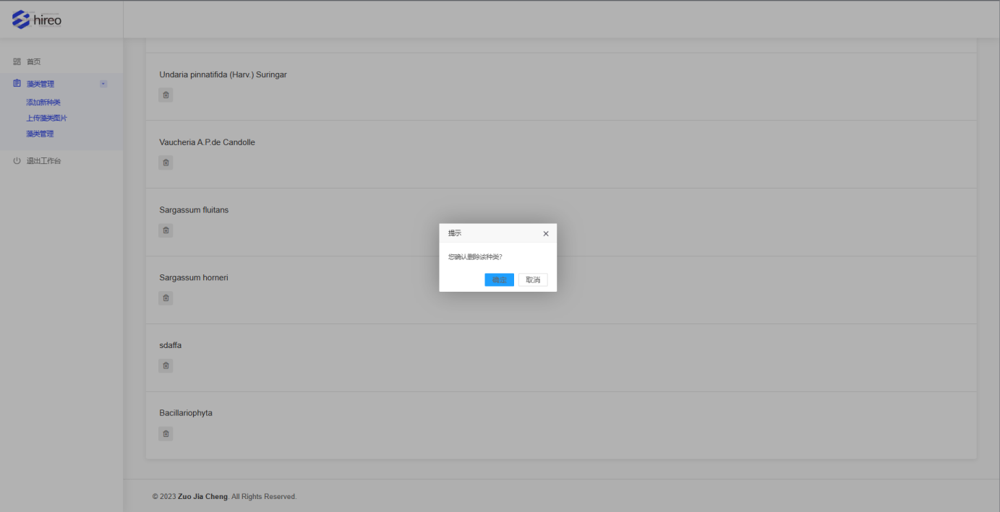 hireo
首页
藻类管理
添加新种类
上传藻类图片
藻类管理
退出工作台
Undaria pinnatifida (Harv.) Suringar
Vaucheria A.P.de Candolle
Sargassum fluitans
Sargassum horneri
sdaffa
Bacillariophyta
提示
您确认删除该种类?
确定
取消
© 2023 Zuo Jia Cheng. All Rights Reserved.